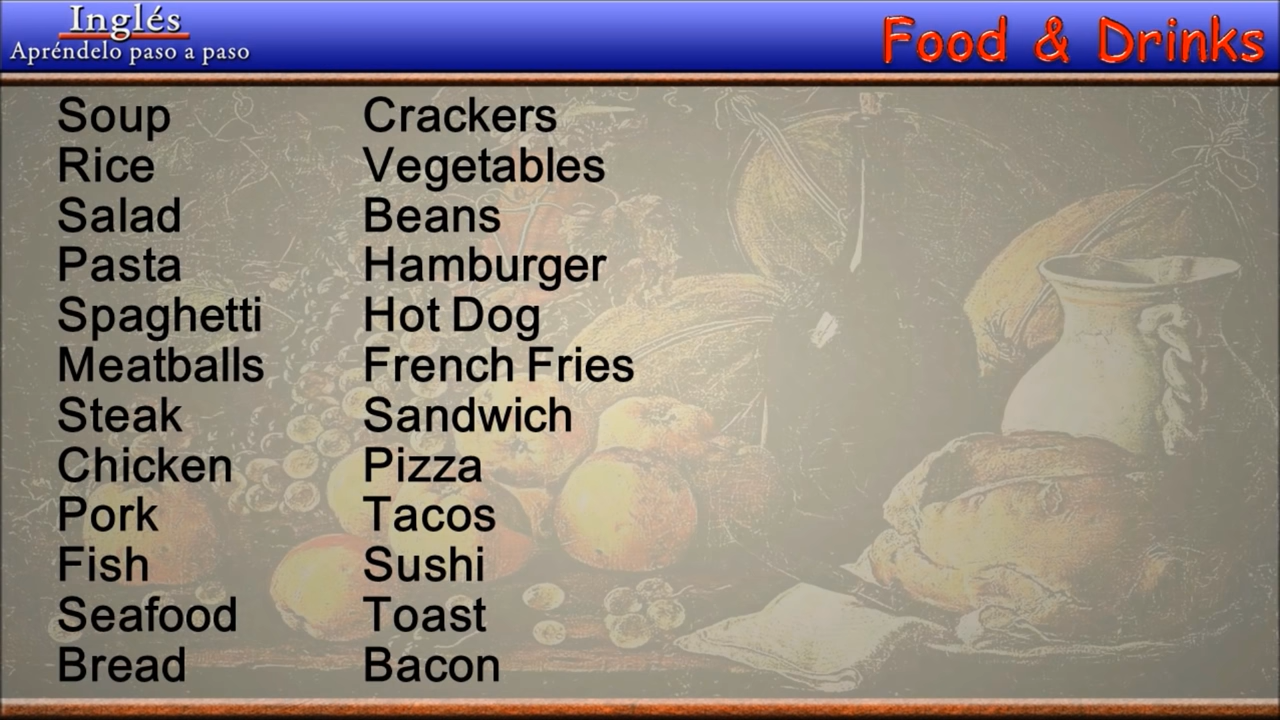 Inglés
Apréndelo paso a paso
Food & Drinks
Soup
Rice
Salad
Pasta
Spaghetti
Meatballs
Steak
Chicken
Pork
Fish
Seafood
Bread
Crackers
Vegetables
Beans
Hamburger
Hot Dog
French Fries
Sandwich
Pizza
Tacos
Sushi
Toast
Bacon